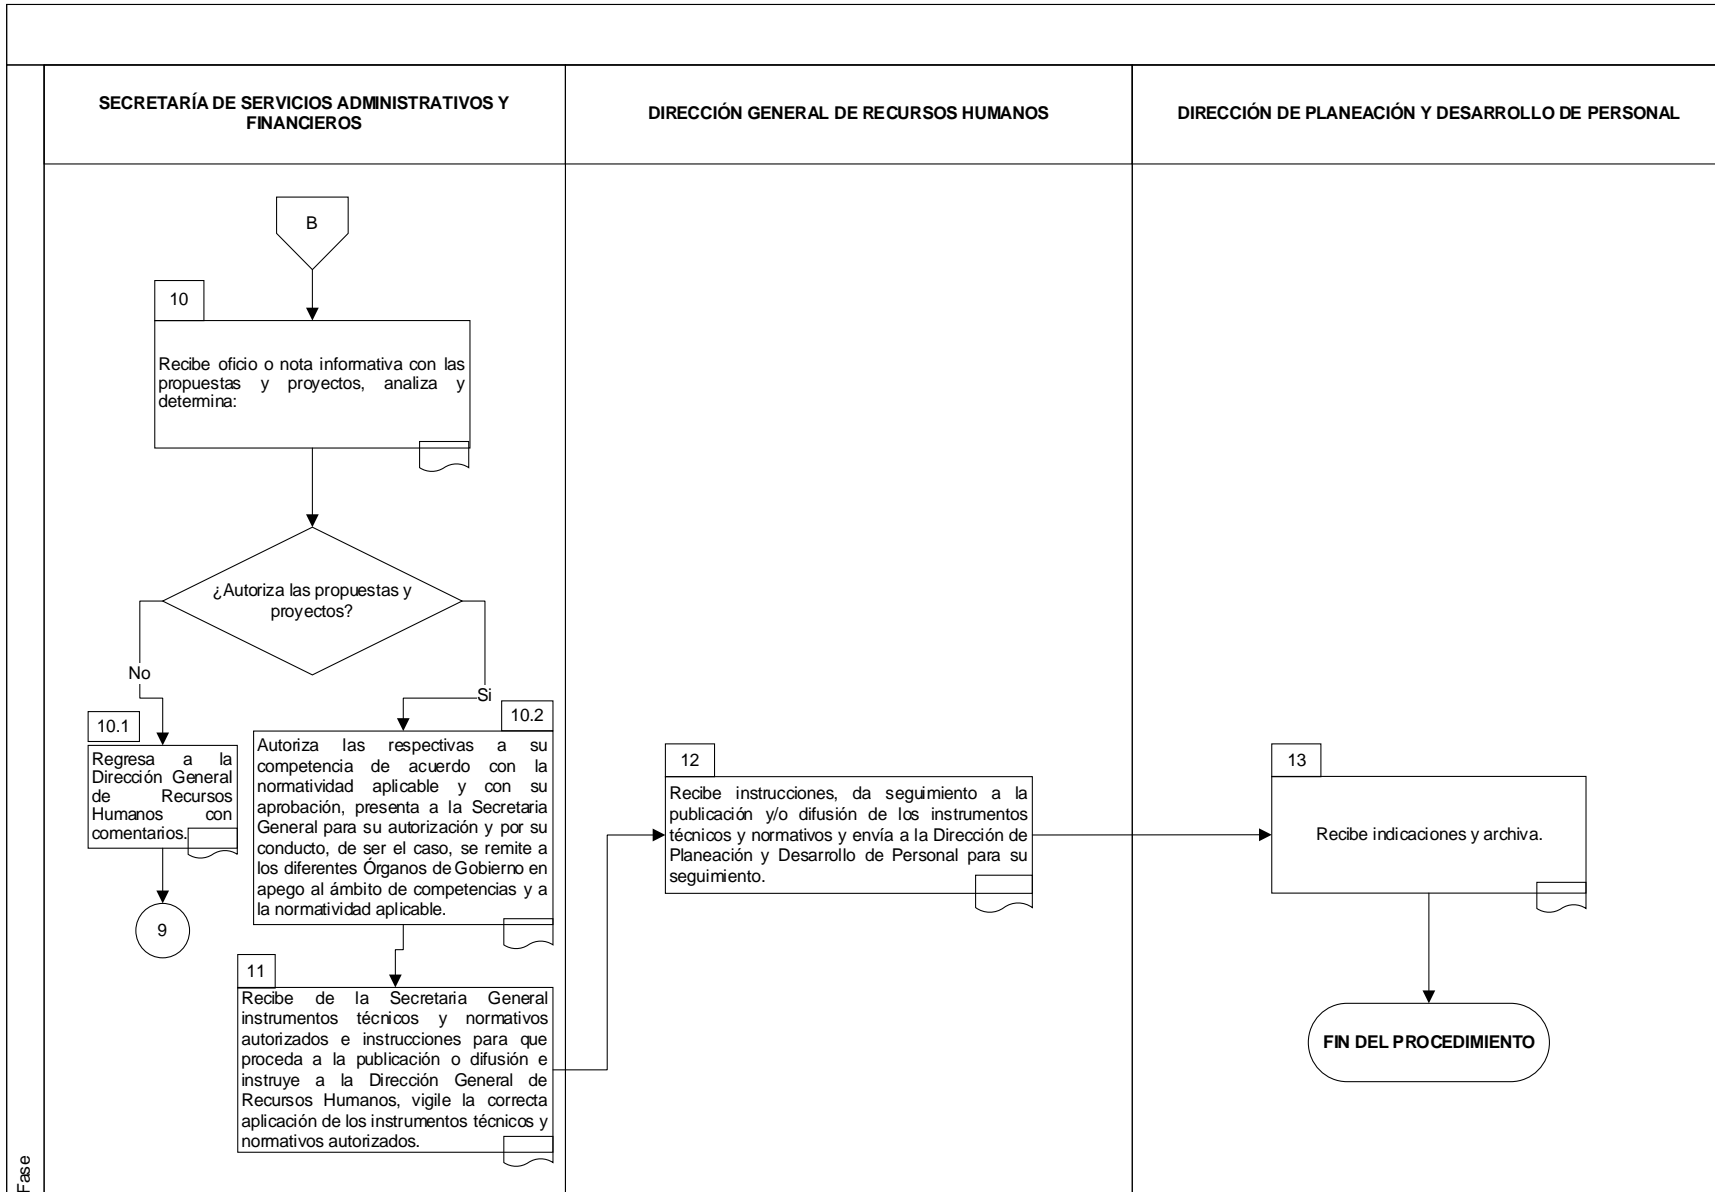 SECRETARÍA DE SERVICIOS ADMINISTRATIVOS Y
FINANCIEROS
DIRECCIÓN GENERAL DE RECURSOS HUMANOS
DIRECCIÓN DE PLANEACIÓN Y DESARROLLO DE PERSONAL
B
10
Recibe oficio o nota informativa con las
propuestas y proyectos, analiza y
determina:
¿Autoriza las propuestas y
proyectos?
No
Si
10.1
Regresa a la
Dirección General
de Recursos
Humanos con
comentarios.
9
10.2
Autoriza las respectivas a su
competencia de acuerdo con la
normatividad aplicable y con su
aprobación, presenta a la Secretaria
General para su autorización y por su
conducto, de ser el caso, se remite a
los diferentes Órganos de Gobierno en
apego al ámbito de competencias y a
la normatividad aplicable.
11
Recibe de la Secretaria General
instrumentos técnicos y normativos
autorizados e instrucciones para que
proceda a la publicación o difusión e
instruye a la Dirección General de
Recursos Humanos, vigile la correcta
aplicación de los instrumentos técnicos y
normativos autorizados.
12
Recibe instrucciones, da seguimiento a la
publicación y/o difusión de los instrumentos
técnicos y normativos y envía a la Dirección de
Planeación y Desarrollo de Personal para su
seguimiento.
13
Recibe indicaciones y archiva.
FIN DEL PROCEDIMIENTO
Fase